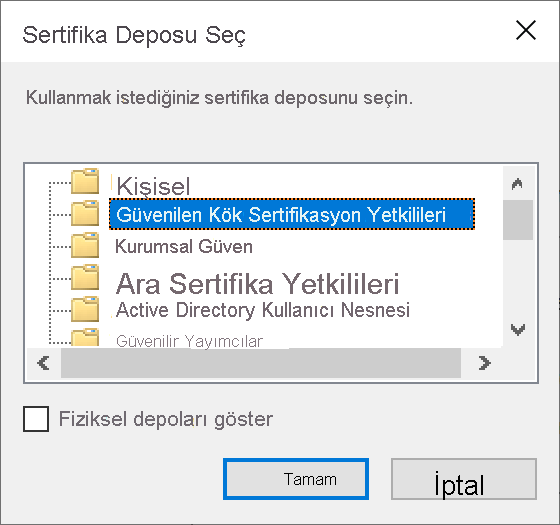 Sertifika Deposu Seç
Kullanmak istediğiniz sertifika deposunu seçin.
Kişisel
Güvenilen Kök Sertifikasyon Yetkilileri
Kurumsal Güven
Ara Sertifika Yetkilileri
Active Directory Kullanıcı Nesnesi
Güvenilir Yayımcılar
Fiziksel depoları göster
Tamam
İptal